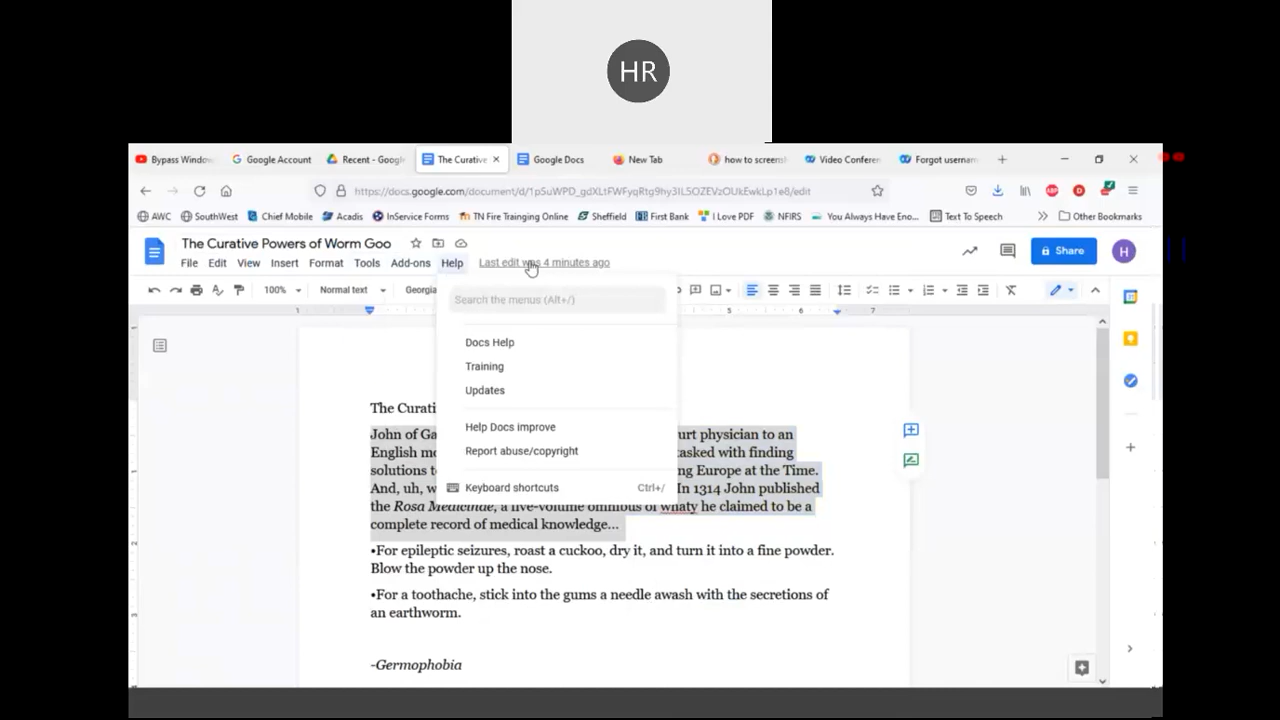 HR
Bypass Window
Google Account
Recent - Googl
The Curative
Google Docs
New Tab
how to screensh
Video Conferen
Forgot usernam
https://docs.google.com/document/d/1pSuWPD_gdXLtFWFyqRtg9hy3IL5OZEVzOUkEwkLp1e8/edit
AWC
SouthWest
Chief Mobile
Acadis
InService Forms
TN Fire Trainging Online
Sheffield
First Bank
I Love PDF
NFIRS
You Always Have Eno...
Text To Speech
Other Bookmarks
The Curative Powers of Worm Goo
Share
H
File Edit View Insert Format Tools Add-ons Help Last edit was 4 minutes ago
100% Normal text Georgia
1 5 6 7
Search the menus (Alt+/)
Docs Help
Training
Updates
Help Docs improve
Report abuse/copyright
Keyboard shortcuts Ctrl+/
The Curati
John of Ga urt physician to an
English mo tasked with finding
solutions t ng Europe at the Time.
And, uh, w In 1314 John published
the Rosa Medicinae, a five-volume omnibus of whaty he claimed to be a
complete record of medical knowledge...
•For epileptic seizures, roast a cuckoo, dry it, and turn it into a fine powder.
Blow the powder up the nose.
•For a toothache, stick into the gums a needle awash with the secretions of
an earthworm.
-Germophobia